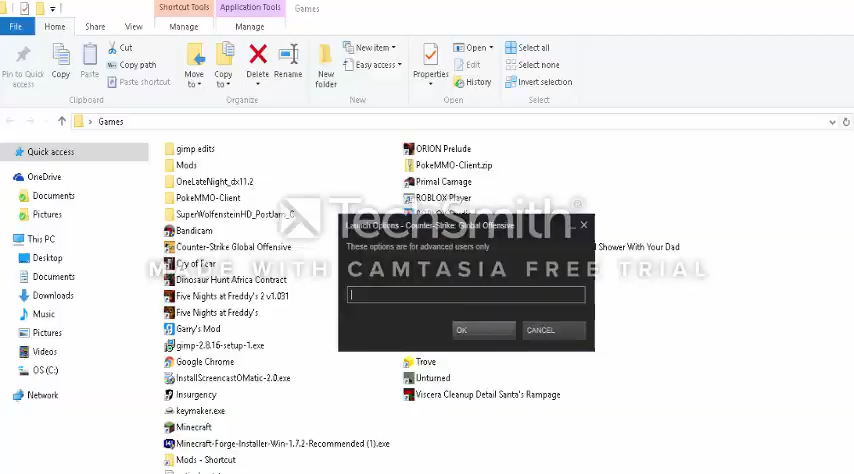 Shortcut Tools Application Tools Games
File Home Share View Manage Manage
Pin to Quick access
Copy
Paste
Cut
Copy path
Paste shortcut
Clipboard
Move to
Copy to
Delete
Rename
Organize
New folder
New item
Easy access
New
Properties
Open
Edit
History
Open
Select all
Select none
Invert selection
Select
Games
Quick access
OneDrive
Documents
Pictures
This PC
Desktop
Documents
Downloads
Music
Pictures
Videos
OS (C:)
Network
gimp edits
Mods
OneLateNight_dx11.2
PokeMMO-Client
SuperWolfensteinHD_PostJam_
Bandicam
Counter-Strike Global Offensive
Cry of Fear
Dinosaur Hunt Africa Contract
Five Nights at Freddy's 2 v1.031
Five Nights at Freddy's
Garry's Mod
gimp-2.8.16-setup-1.exe
Google Chrome
InstallScreencastOMatic-2.0.exe
Insurgency
keymaker.exe
Minecraft
Minecraft-Forge-Installer-Win-1.7.2-Recommended (1).exe
Mods - Shortcut
ORION Prelude
PokeMMO-Client.zip
Primal Carnage
ROBLOX Player
ROBLOX Studio
d Shower With Your Dad
Trove
Unturned
Viscera Cleanup Detail Santa's Rampage
TechSmith®
MADE WITH CAMTASIA FREE TRIAL
Launch Options - Counter-Strike: Global Offensive
These options are for advanced users only
OK CANCEL